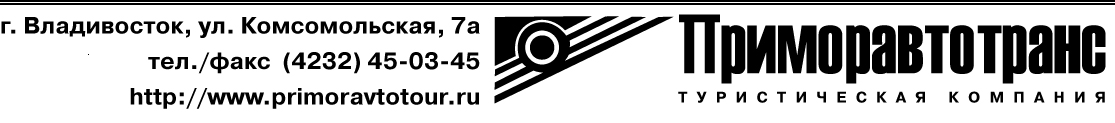 г. Владивосток, ул. Комсомольская, 7а
тел./факс (4232) 45-03-45
http://www.primoravtotour.ru
Приморавтотранс
ТУРИСТИЧЕСКАЯ КОМПАНИЯ